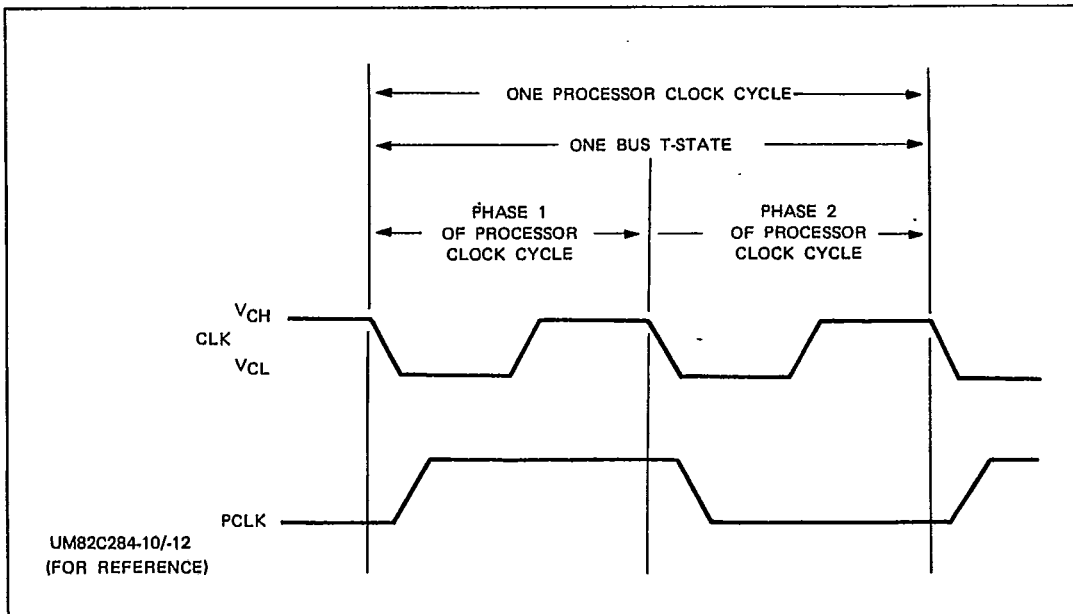 ONE PROCESSOR CLOCK CYCLE
ONE BUS T-STATE
PHASE 1
OF PROCESSOR
CLOCK CYCLE
PHASE 2
OF PROCESSOR
CLOCK CYCLE
VCH
CLK
VCL
PCLK
UM82C284-10/-12
(FOR REFERENCE)